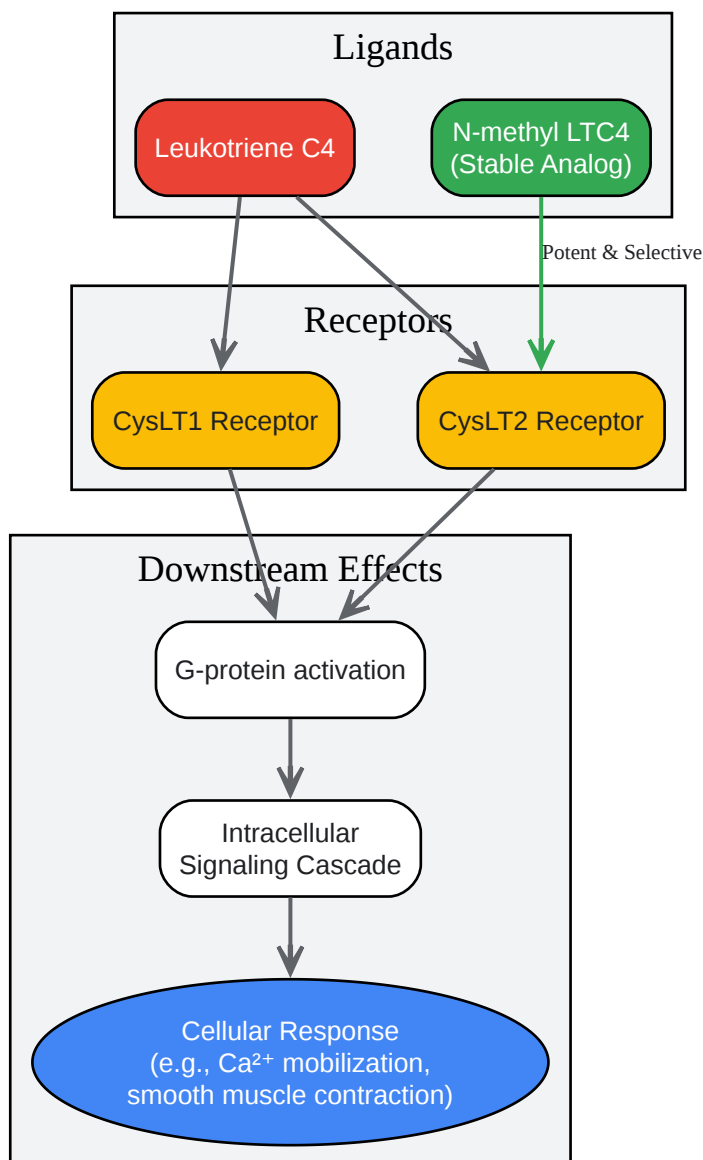 Ligands
Leukotriene C4
N-methyl LTC4
(Stable Analog)
Potent & Selective
Receptors
CysLT1 Receptor
CysLT2 Receptor
Downstream Effects
G-protein activation
Intracellular
Signaling Cascade
Cellular Response
(e.g., Ca²⁺ mobilization,
smooth muscle contraction)